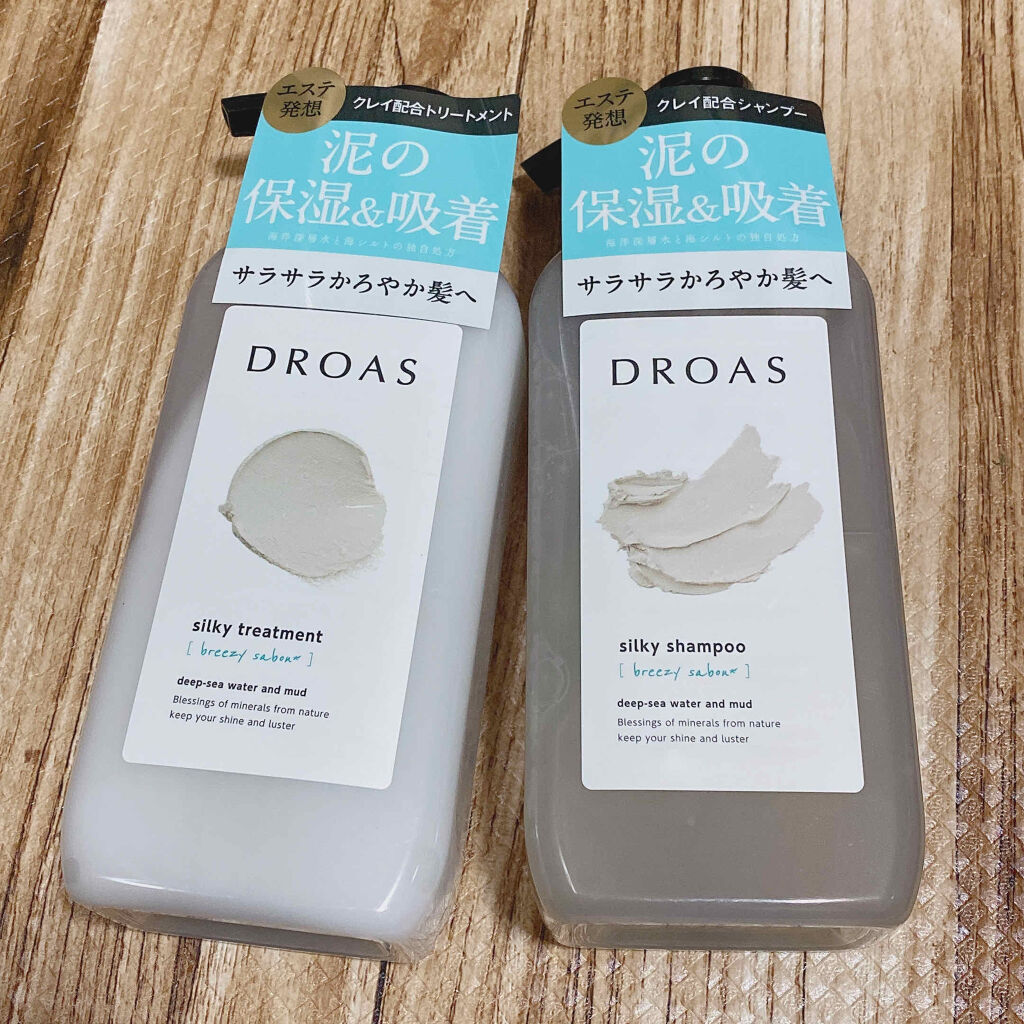 エステ
発想
クレイ配合トリートメント
泥の
保湿&吸着
海洋深層水と海シルトの独自処方
サラサラかろやか髪へ
DROAS
silky treatment
[ breezy sabon* ]
deep-sea water and mud
Blessings of minerals from nature
keep your shine and luster
エステ
発想
クレイ配合シャンプー
泥の
保湿&吸着
海洋深層水と海シルトの独自処方
サラサラかろやか髪へ
DROAS
silky shampoo
[ breezy sabon* ]
deep-sea water and mud
Blessings of minerals from nature
keep your shine and luster